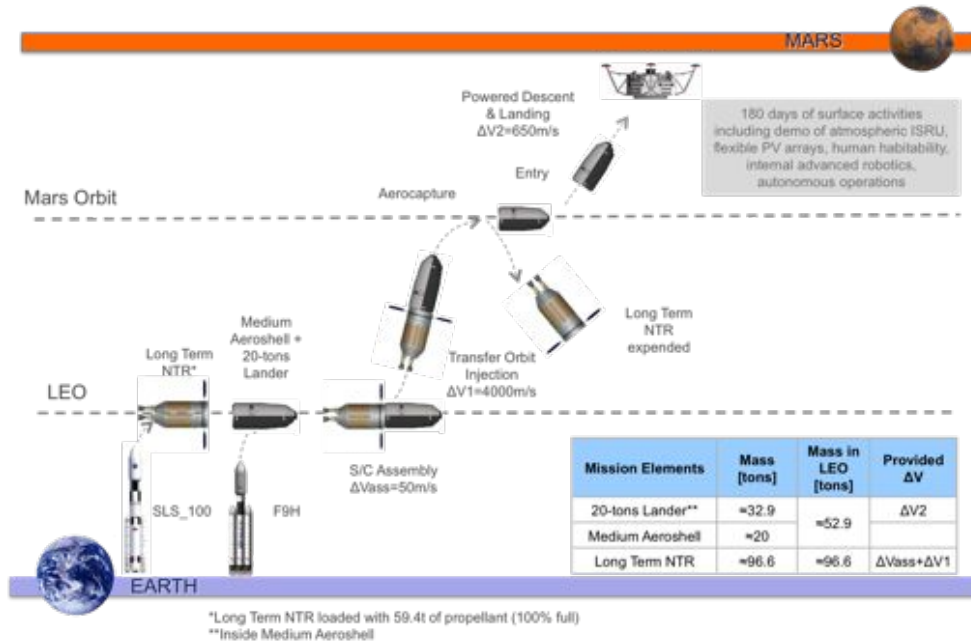 MARS
Powered Descent
& Landing
ΔV2=650m/s
180 days of surface activities
including demo of atmospheric ISRU,
flexible PV arrays, human habitability,
internal advanced robotics,
autonomous operations
Entry
Aerocapture
Mars Orbit
Medium
Aeroshell +
20-tons
Lander
Long Term
NTR
expended
Long Term
NTR*
Transfer Orbit
Injection
ΔV1=4000m/s
LEO
S/C Assembly
ΔVass=50m/s
SLS_100
F9H
Mission Elements
Mass
[tons]
Mass in
LEO
[tons]
Provided
ΔV
20-tons Lander**
≈32.9
≈52.9
ΔV2
Medium Aeroshell
≈20
Long Term NTR
≈96.6
≈96.6
ΔVass+ΔV1
EARTH
*Long Term NTR loaded with 59.4t of propellant (100% full)
**Inside Medium Aeroshell